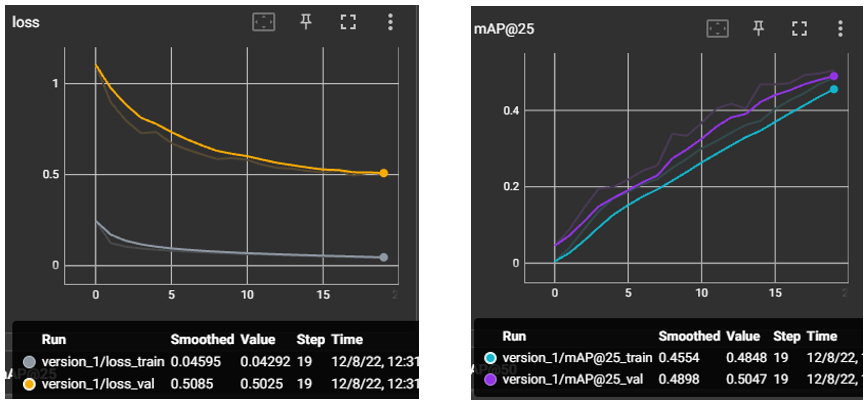 loss
1
0.5
0
0 5 10 15 2
Run Smoothed Value Step Time
version_1/loss_train 0.04595 0.04292 19 12/8/22, 12:31
version_1/loss_val 0.5085 0.5025 19 12/8/22, 12:31
AP@25
mAP@25
0.4
0.2
0
0 5 10 15 2
Run Smoothed Value Step Time
version_1/mAP@25_train 0.4554 0.4848 19 12/8/22,
version_1/mAP@25_val 0.4898 0.5047 19 12/8/22,
AP@50